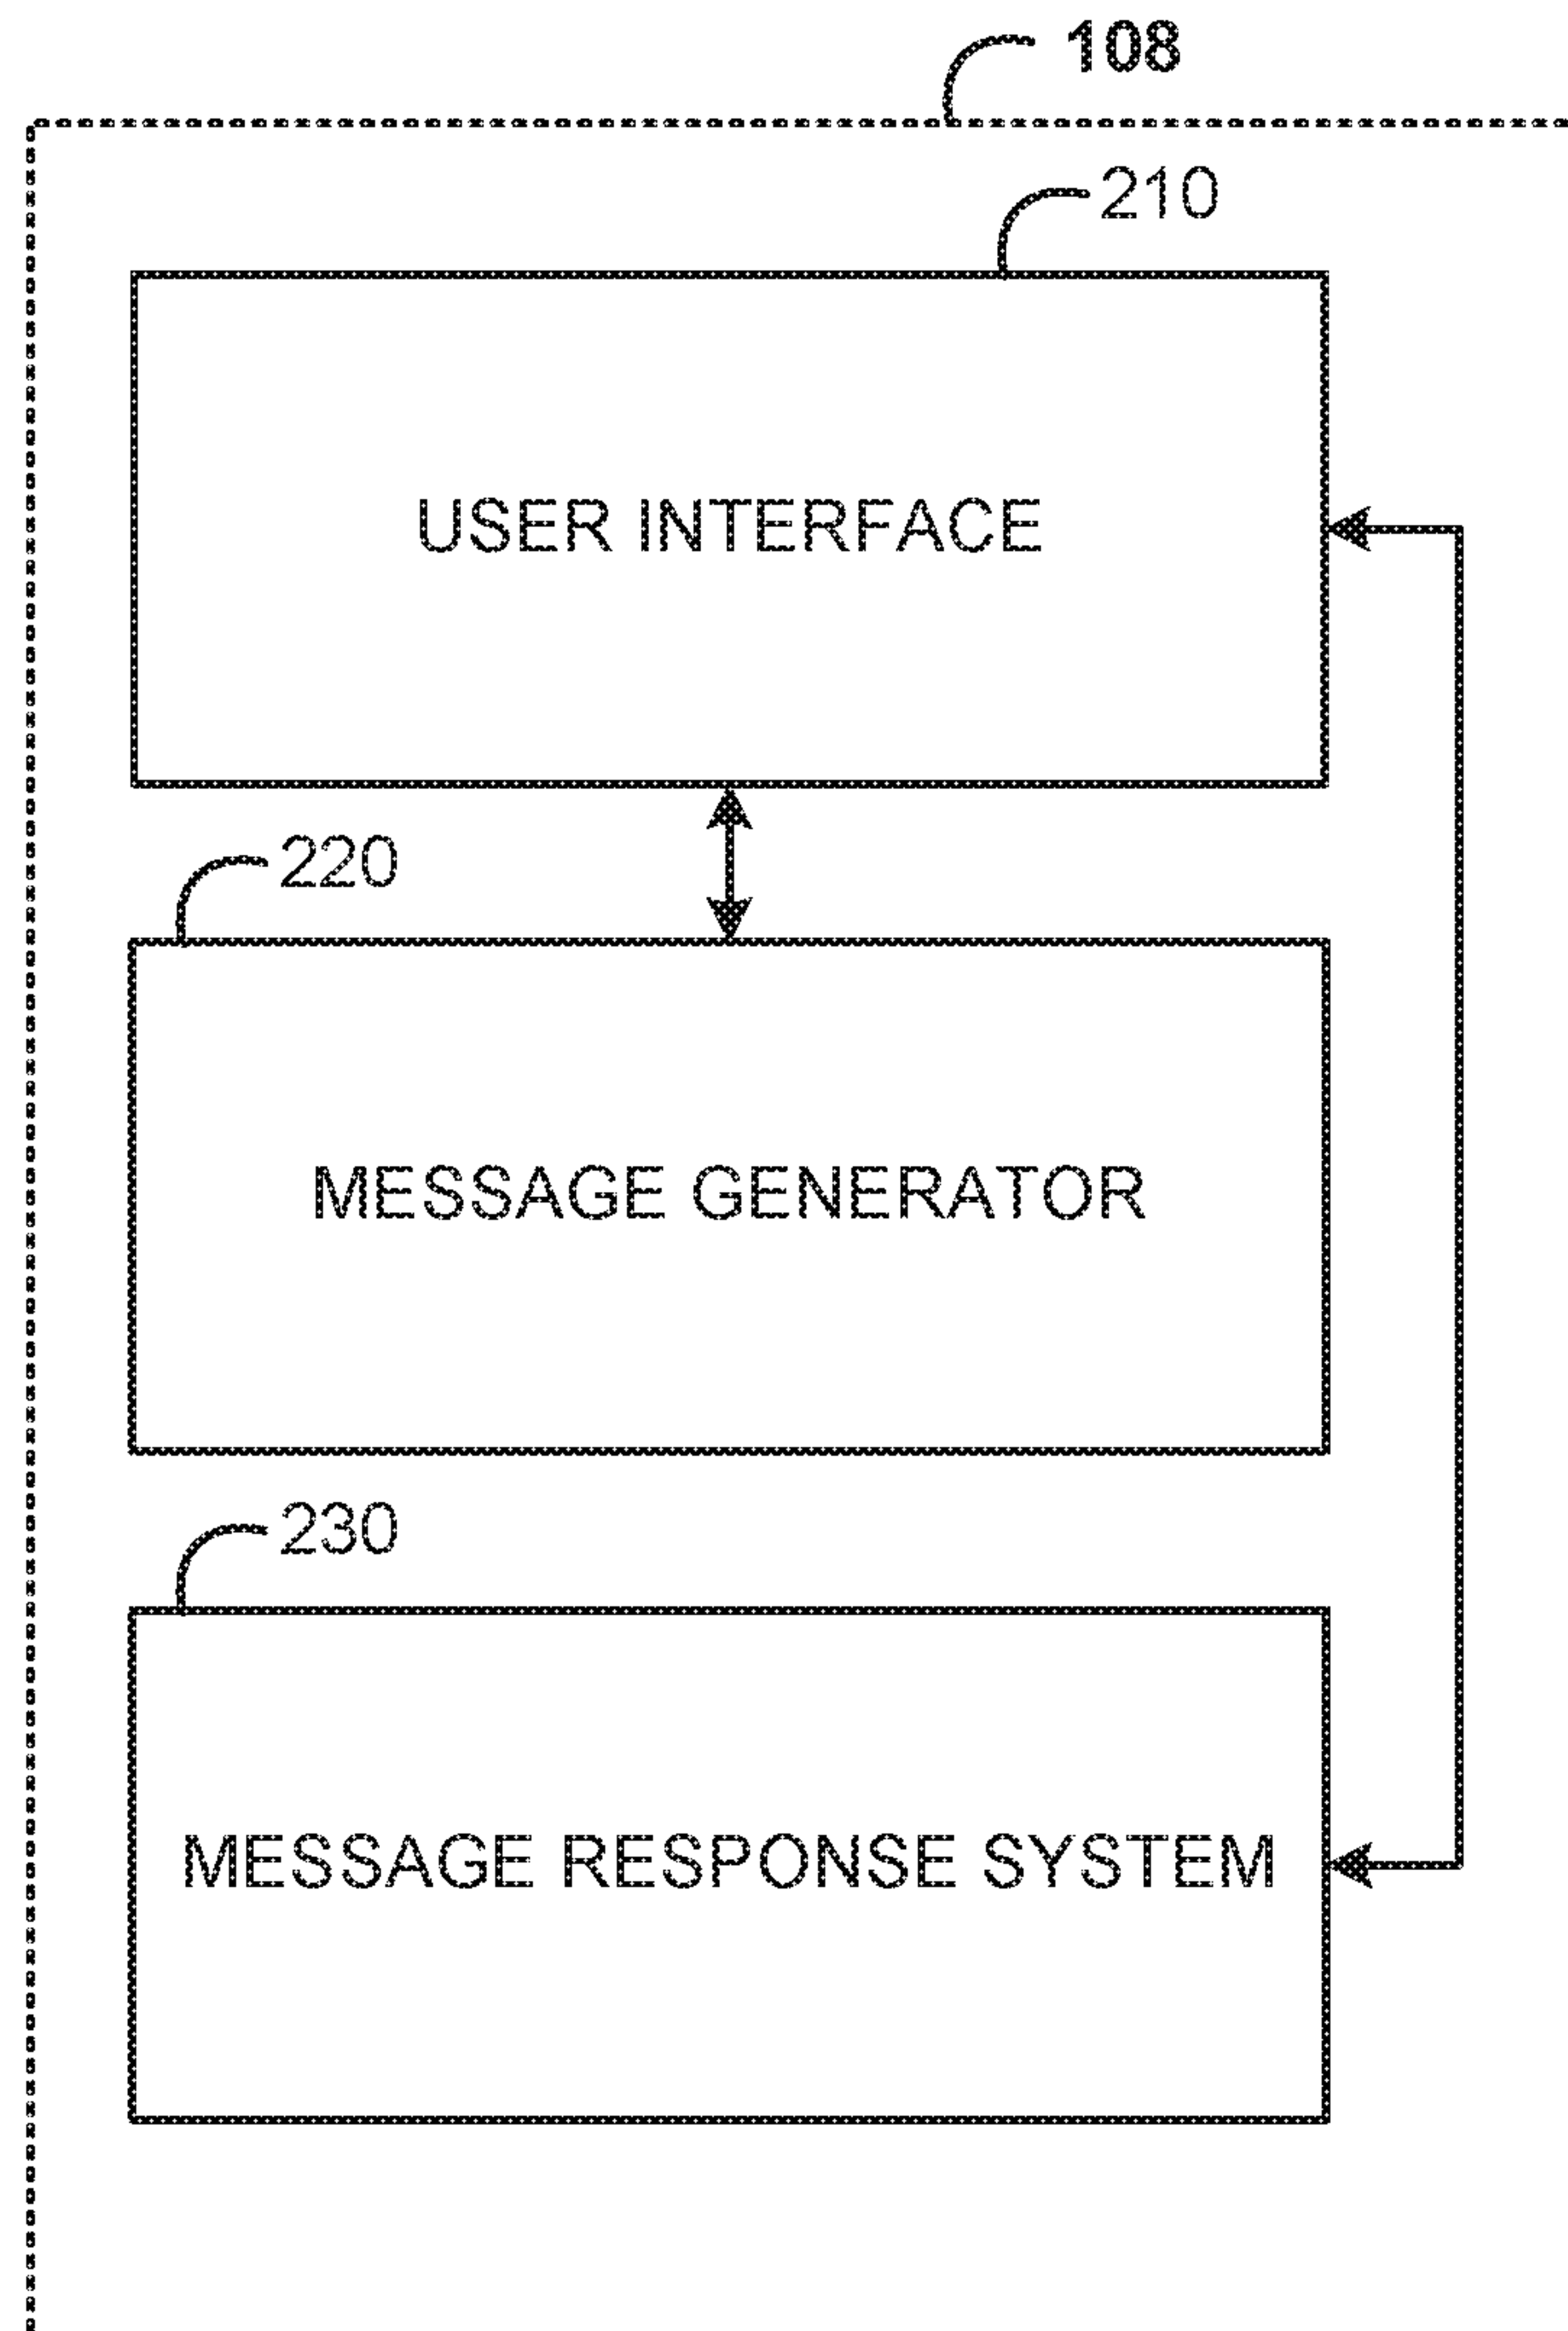 108
210
USER INTERFACE
220
MESSAGE GENERATOR
230
MESSAGE RESPONSE SYSTEM